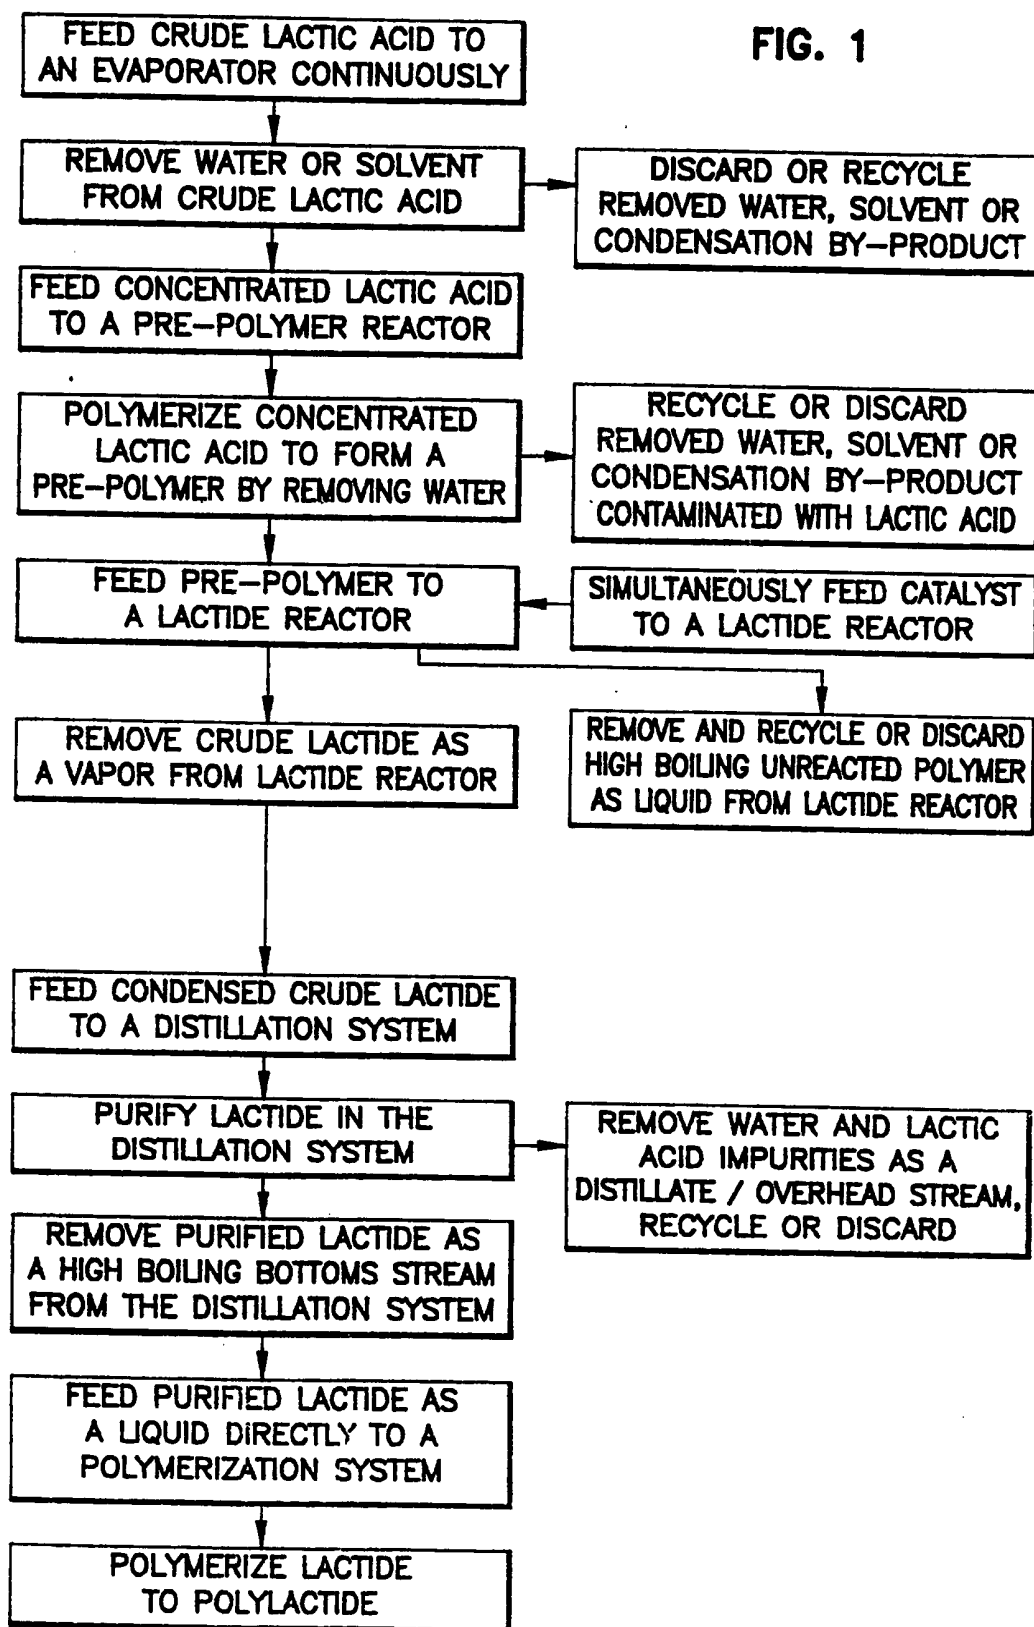 FIG. 1
FEED CRUDE LACTIC ACID TO
AN EVAPORATOR CONTINUOUSLY
REMOVE WATER OR SOLVENT
FROM CRUDE LACTIC ACID
DISCARD OR RECYCLE
REMOVED WATER, SOLVENT OR
CONDENSATION BY-PRODUCT
FEED CONCENTRATED LACTIC ACID
TO A PRE-POLYMER REACTOR
POLYMERIZE CONCENTRATED
LACTIC ACID TO FORM A
PRE-POLYMER BY REMOVING WATER
RECYCLE OR DISCARD
REMOVED WATER, SOLVENT OR
CONDENSATION BY-PRODUCT
CONTAMINATED WITH LACTIC ACID
FEED PRE-POLYMER TO
A LACTIDE REACTOR
SIMULTANEOUSLY FEED CATALYST
TO A LACTIDE REACTOR
REMOVE CRUDE LACTIDE AS
A VAPOR FROM LACTIDE REACTOR
REMOVE AND RECYCLE OR DISCARD
HIGH BOILING UNREACTED POLYMER
AS LIQUID FROM LACTIDE REACTOR
FEED CONDENSED CRUDE LACTIDE
TO A DISTILLATION SYSTEM
PURIFY LACTIDE IN THE
DISTILLATION SYSTEM
REMOVE WATER AND LACTIC
ACID IMPURITIES AS A
DISTILLATE / OVERHEAD STREAM,
RECYCLE OR DISCARD
REMOVE PURIFIED LACTIDE AS
A HIGH BOILING BOTTOMS STREAM
FROM THE DISTILLATION SYSTEM
FEED PURIFIED LACTIDE AS
A LIQUID DIRECTLY TO A
POLYMERIZATION SYSTEM
POLYMERIZE LACTIDE
TO POLYLACTIDE